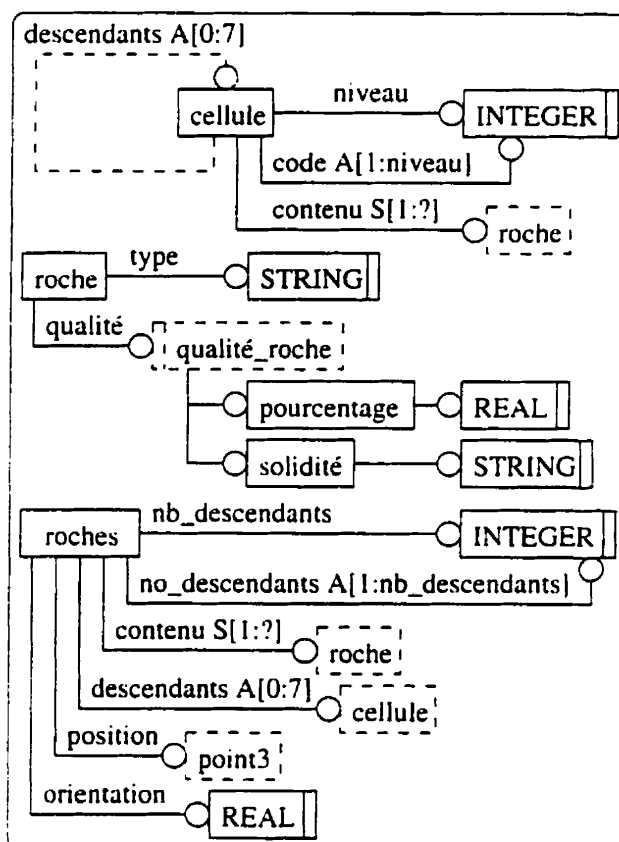 descendants A[0:7]
niveau
cellule
INTEGER
code A[1:niveau]
contenu S[1:?]
roche
type
roche
STRING
qualité
qualité_roche
pourcentage
REAL
solidité
STRING
nb_descendants
roches
INTEGER
no_descendants A[1:nb_descendants]
contenu S[1:?]
roche
descendants A[0:7]
cellule
position
point3
orientation
REAL